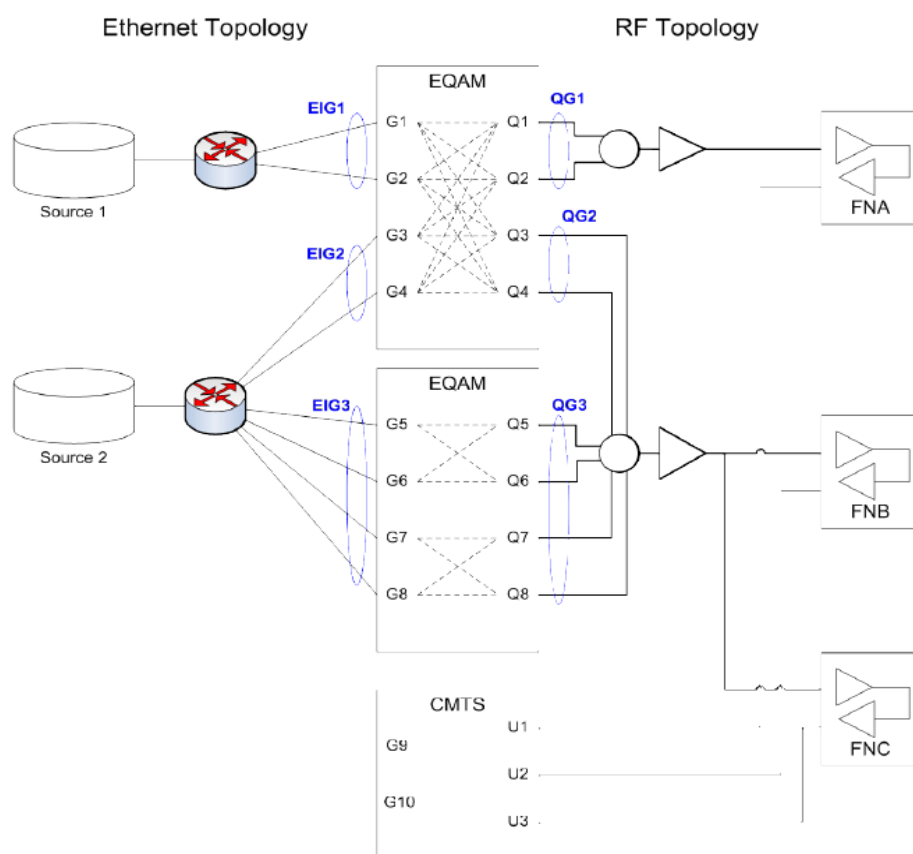 Ethernet Topology
RF Topology
EQAM
EIG1
QG1
G1
Q1
G2
Q2
Source 1
FNA
QG2
EIG2
G3
Q3
G4
Q4
EQAM
EIG3
QG3
G5
Q5
Source 2
G6
Q6
FNB
G7
Q7
G8
Q8
CMTS
U1
G9
FNC
U2
G10
U3